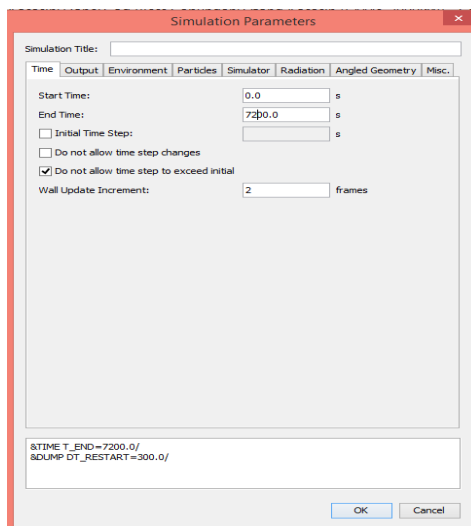 Simulation Parameters
x
Simulation Title:
Time Output Environment Particles Simulator Radiation Angled Geometry Misc.
Start Time: 0.0 s
End Time: 7200.0 s
Initial Time Step: s
Do not allow time step changes
Do not allow time step to exceed initial
Wall Update Increment: 2 frames
&TIME T_END=7200.0/
&DUMP DT_RESTART=300.0/
OK Cancel